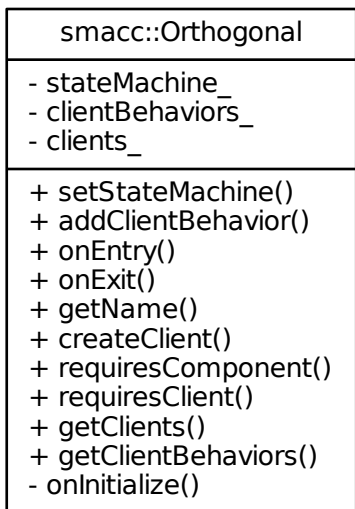 smacc::Orthogonal
- stateMachine_
- clientBehaviors_
- clients_
+ setStateMachine()
+ addClientBehavior()
+ onEntry()
+ onExit()
+ getName()
+ createClient()
+ requiresComponent()
+ requiresClient()
+ getClients()
+ getClientBehaviors()
- onInitialize()